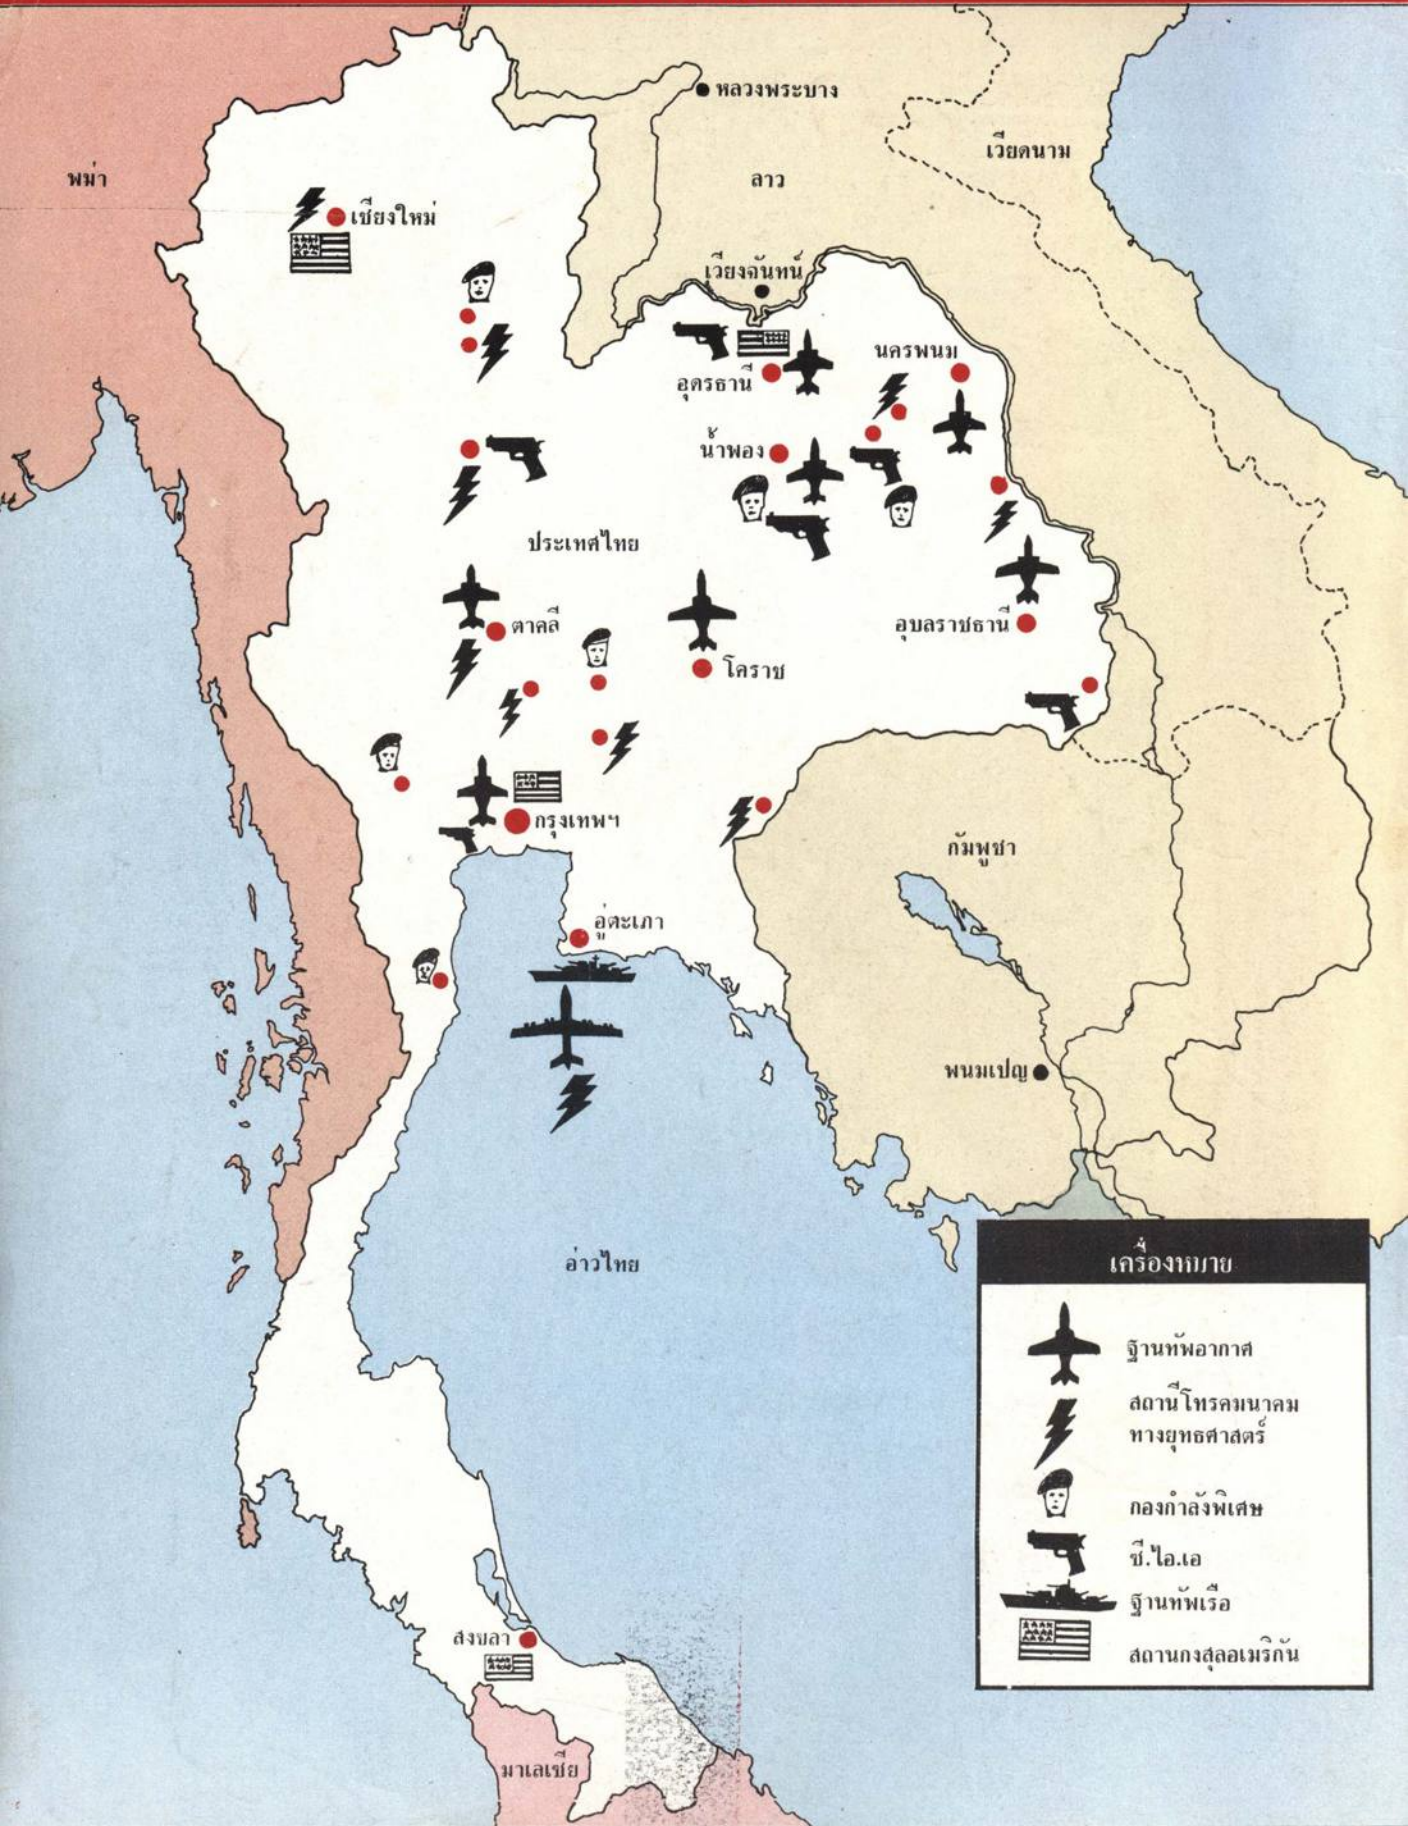 หลวงพระบาง
เวียดนาม
พม่า
ลาว
เชียงใหม่
เวียงจันทน์
นครพนม
อุดรธานี
น้ำพอง
ประเทศไทย
ตาคลี
อุบลราชธานี
โคราช
กรุงเทพฯ
กัมพูชา
อู่ตะเภา
พนมเปญ
อ่าวไทย
เครื่องหมาย
ฐานทัพอากาศ
สถานีโทรคมนาคม
ทางยุทธศาสตร์
กองกำลังพิเศษ
ซี.ไอ.เอ
ฐานทัพเรือ
สถานกงสุลอเมริกัน
สงขลา
มาเลเซีย